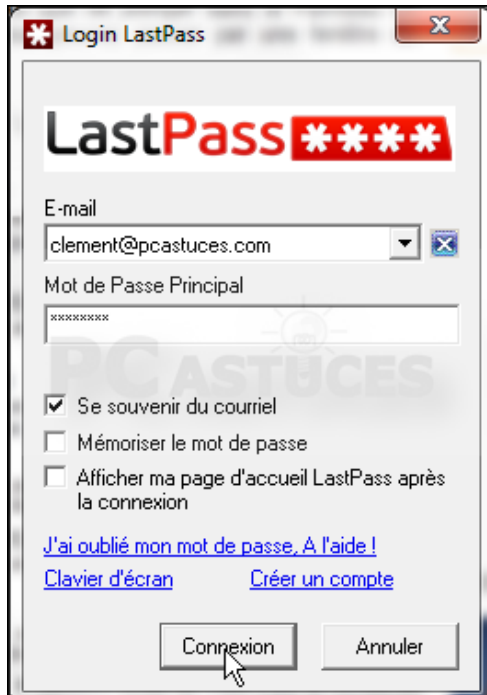 Login LastPass
LastPass ****
E-mail
clement@pcastuces.com
Mot de Passe Principal
××××××××
PC ASTUCES
Se souvenir du courriel
Mémoriser le mot de passe
Afficher ma page d'accueil LastPass après
la connexion
J'ai oublié mon mot de passe, A l'aide !
Clavier d'écran Créer un compte
Connexion Annuler